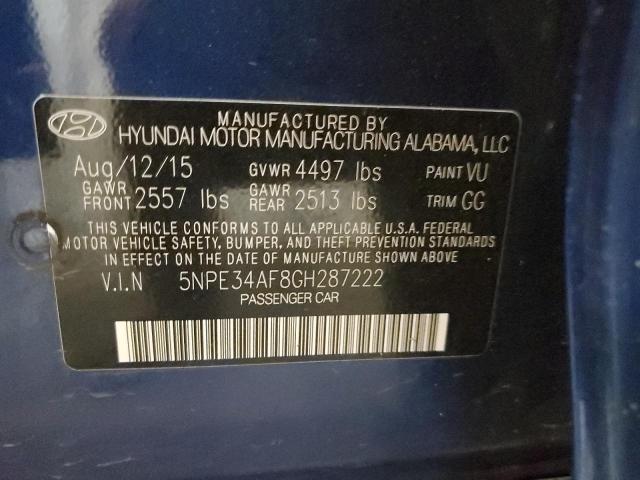 MANUFACTURED BY
HYUNDAI MOTOR MANUFACTURING ALABAMA, LLC
Aug/12/15 GVWR 4497 lbs PAINT VU
GAWR FRONT 2557 lbs GAWR REAR 2513 lbs TRIM GG
THIS VEHICLE CONFORMS TO ALL APPLICABLE U.S.A. FEDERAL
MOTOR VEHICLE SAFETY, BUMPER, AND THEFT PREVENTION STANDARDS
IN EFFECT ON THE DATE OF MANUFACTURE SHOWN ABOVE.
V.I.N 5NPE34AF8GH287222
PASSENGER CAR